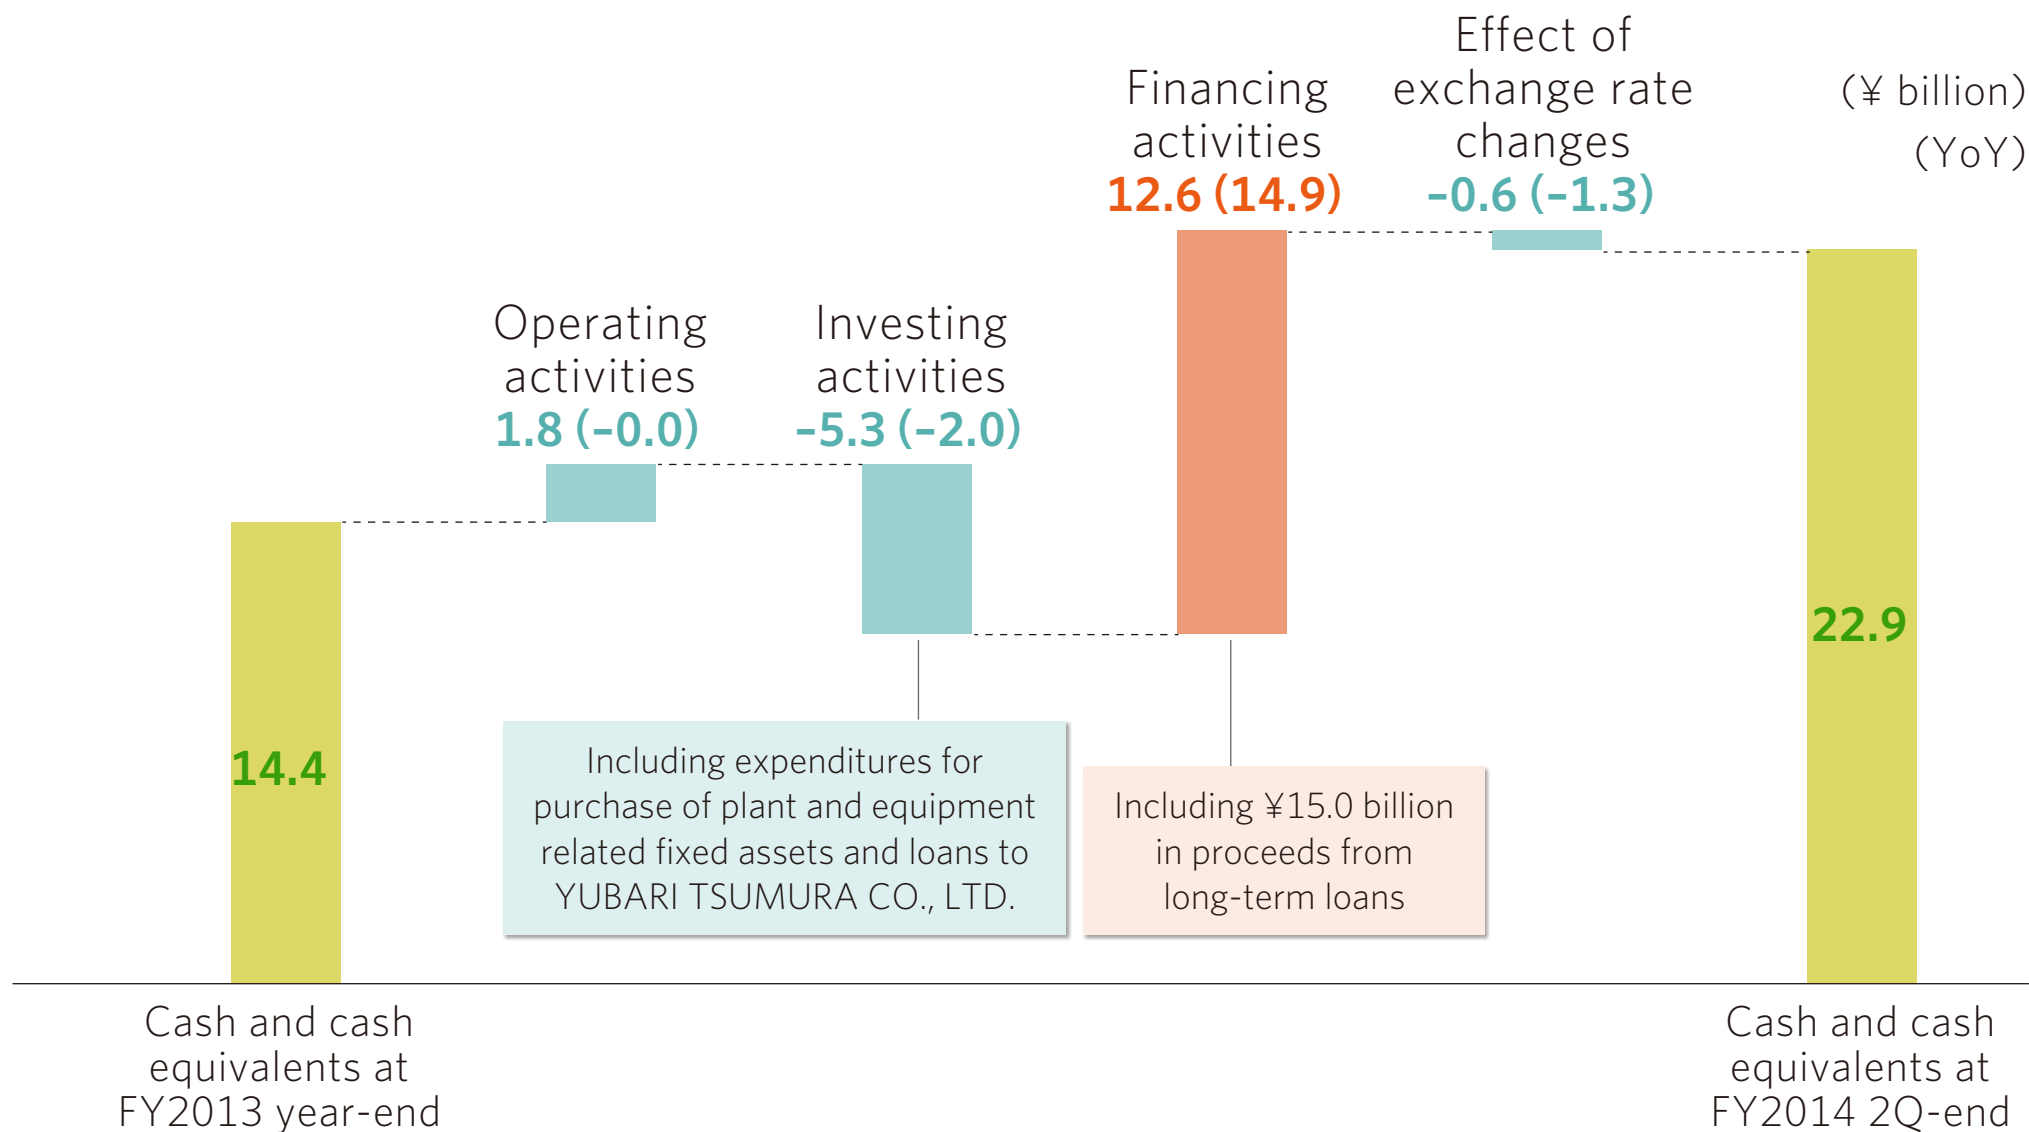 (¥ billion)
(YoY)
Operating
activities
1.8 (-0.0)
Investing
activities
-5.3 (-2.0)
Financing
activities
12.6 (14.9)
Effect of
exchange rate
changes
-0.6 (-1.3)
14.4
22.9
Including expenditures for
purchase of plant and equipment
related fixed assets and loans to
YUBARI TSUMURA CO., LTD.
Including ¥15.0 billion
in proceeds from
long-term loans
Cash and cash
equivalents at
FY2013 year-end
Cash and cash
equivalents at
FY2014 2Q-end